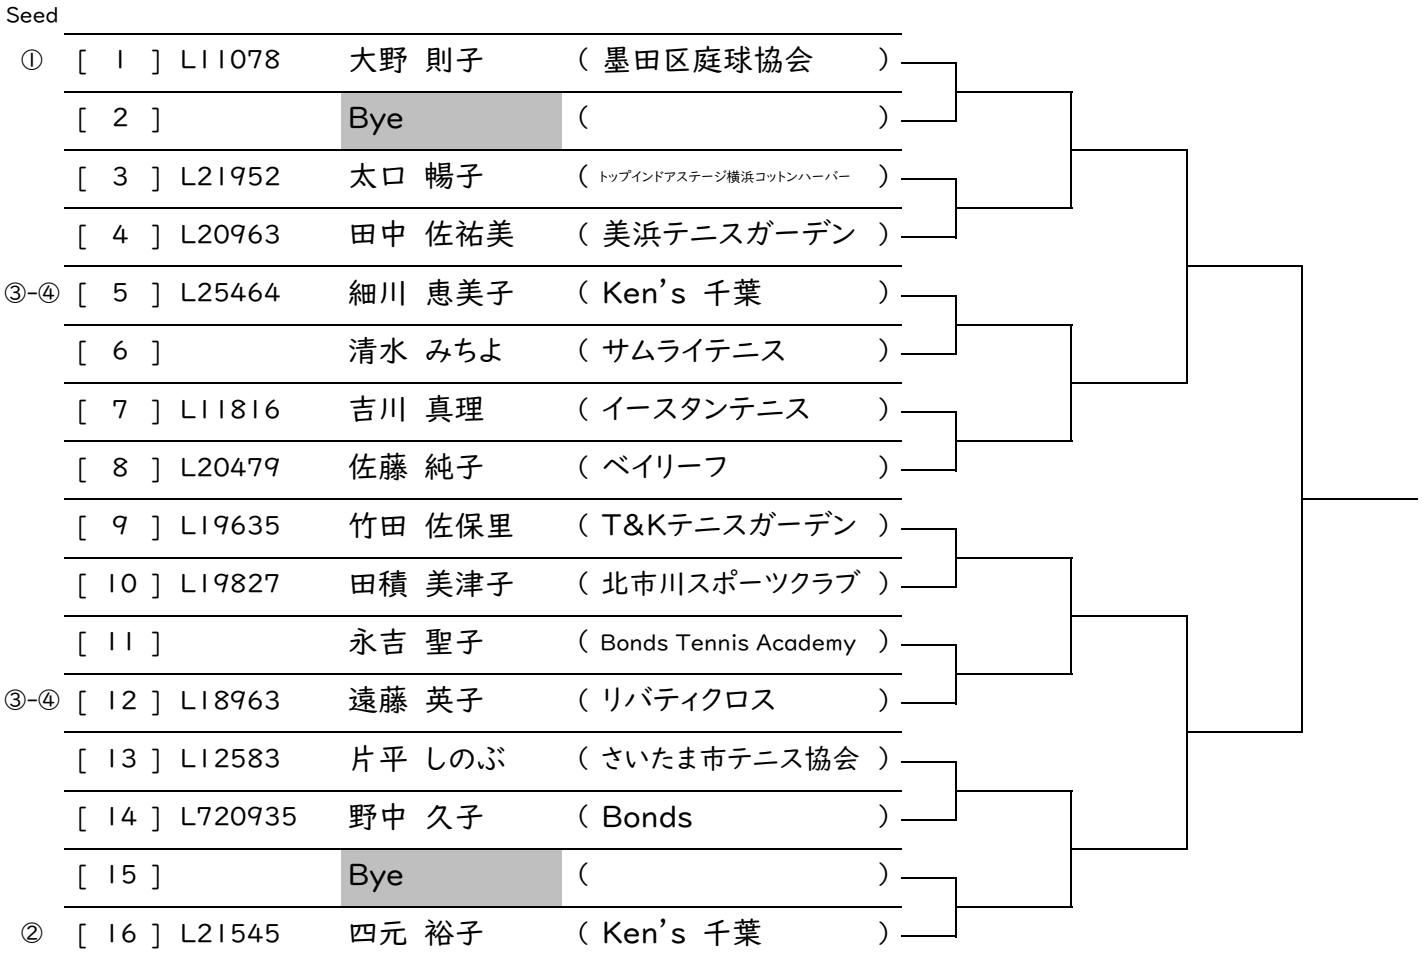 Seed
① [ 1 ] L11078 大野 則子 ( 墨田区庭球協会 )
[ 2 ] Bye ( )
[ 3 ] L21952 太口 暢子 ( トップインドアステージ横浜コットンハーバー )
[ 4 ] L20963 田中 佐祐美 ( 美浜テニスガーデン )
③-④ [ 5 ] L25464 細川 恵美子 ( Ken's 千葉 )
[ 6 ] 清水 みちよ ( サムライテニス )
[ 7 ] L11816 吉川 真理 ( イースタンテニス )
[ 8 ] L20479 佐藤 純子 ( ベイリーフ )
[ 9 ] L19635 竹田 佐保里 ( T&Kテニスガーデン )
[ 10 ] L19827 田積 美津子 ( 北市川スポーツクラブ )
[ 11 ] 永吉 聖子 ( Bonds Tennis Academy )
③-④ [ 12 ] L18963 遠藤 英子 ( リバティクロス )
[ 13 ] L12583 片平 しのぶ ( さいたま市テニス協会 )
[ 14 ] L720935 野中 久子 ( Bonds )
[ 15 ] Bye ( )
② [ 16 ] L21545 四元 裕子 ( Ken's 千葉 )